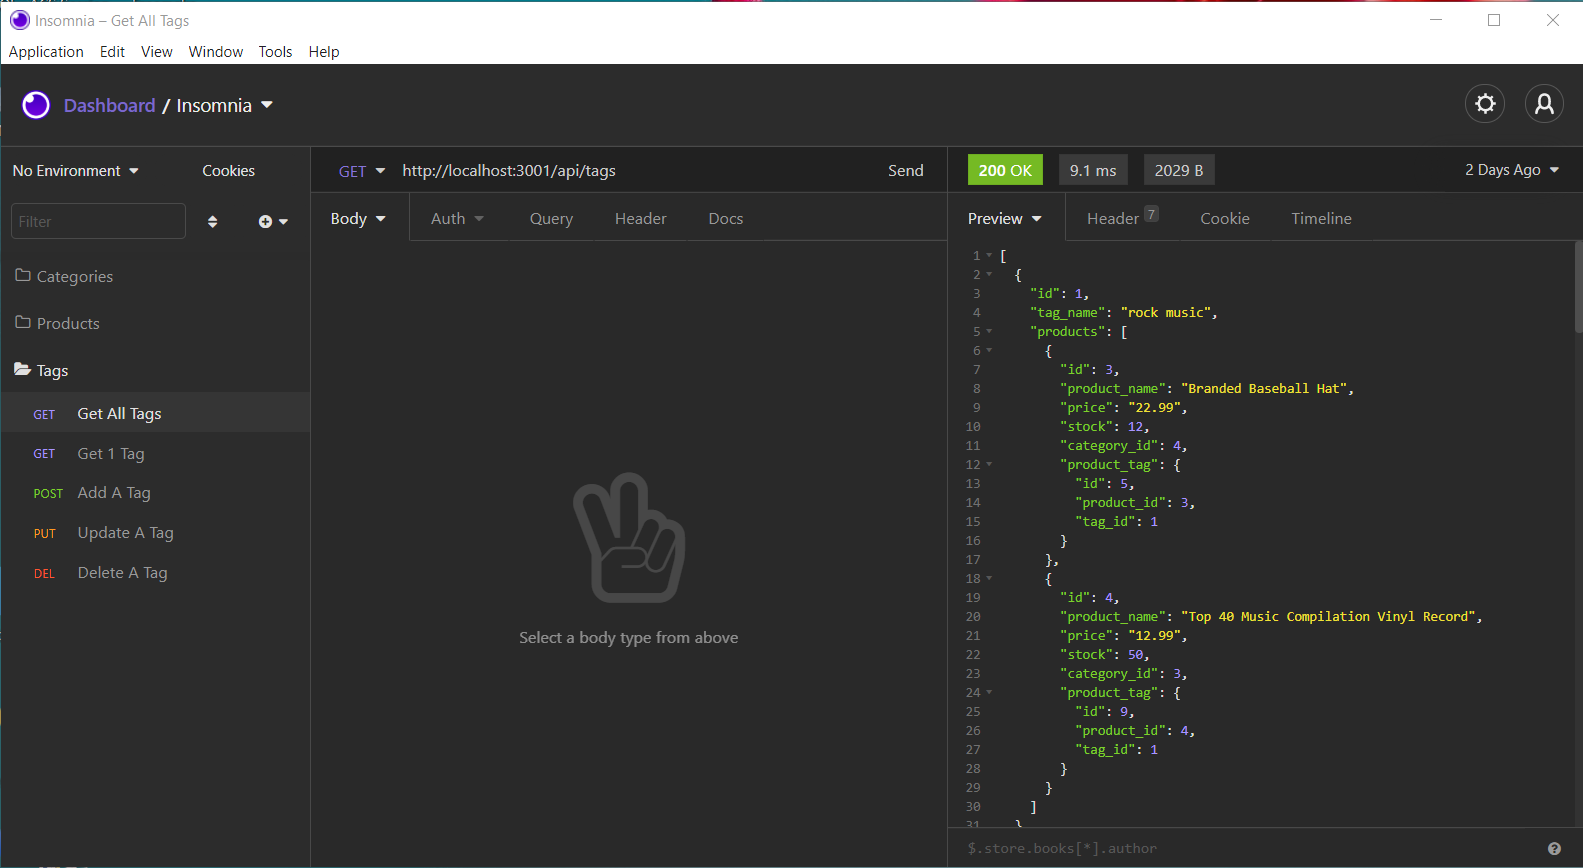 Insomnia – Get All Tags
Application Edit View Window Tools Help
Dashboard / Insomnia
No Environment Cookies
Filter
Categories
Products
Tags
GET Get All Tags
GET Get 1 Tag
POST Add A Tag
PUT Update A Tag
DEL Delete A Tag
GET http://localhost:3001/api/tags Send
Body Auth Query Header Docs
Select a body type from above
200 OK 9.1 ms 2029 B 2 Days Ago
Preview Header 7 Cookie Timeline
1 [
2 {
3 "id": 1,
4 "tag_name": "rock music",
5 "products": [
6 {
7 "id": 3,
8 "product_name": "Branded Baseball Hat",
9 "price": "22.99",
10 "stock": 12,
11 "category_id": 4,
12 "product_tag": {
13 "id": 5,
14 "product_id": 3,
15 "tag_id": 1
16 }
17 },
18 {
19 "id": 4,
20 "product_name": "Top 40 Music Compilation Vinyl Record",
21 "price": "12.99",
22 "stock": 50,
23 "category_id": 3,
24 "product_tag": {
25 "id": 9,
26 "product_id": 4,
27 "tag_id": 1
28 }
29 }
30 ]
31 }
$.store.books[*].author